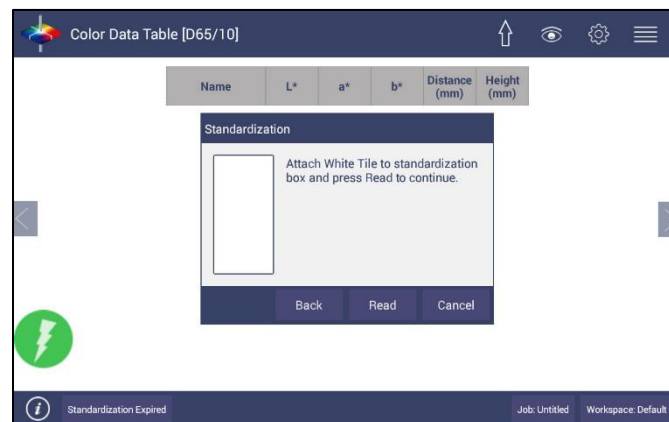 Color Data Table [D65/10]
Name L* a* b* Distance (mm) Height (mm)
Standardization
Attach White Tile to standardization
box and press Read to continue.
Back Read Cancel
i Standardization Expired Job: Untitled Workspace: Default